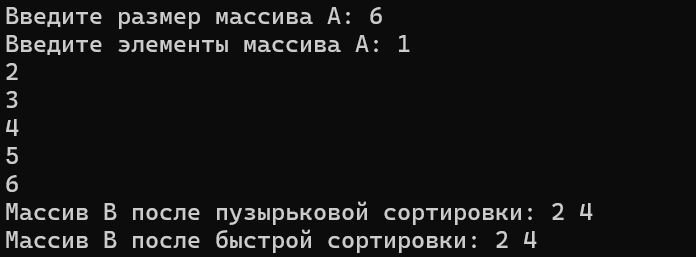 Введите размер массива A: 6
Введите элементы массива A: 1
2
3
4
5
6
Массив B после пузырьковой сортировки: 2 4
Массив B после быстрой сортировки: 2 4